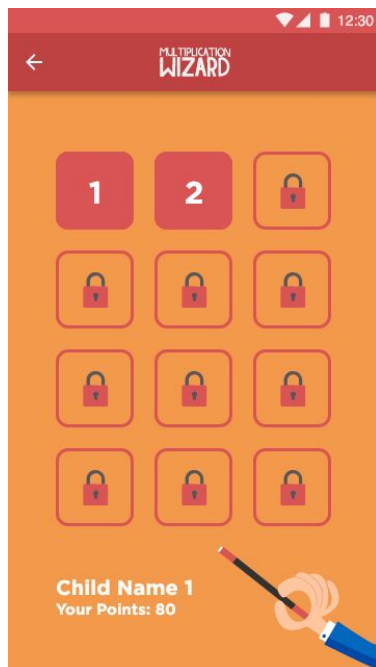 12:30
MULTIPLICATION
WIZARD
1
2
Child Name 1
Your Points: 80